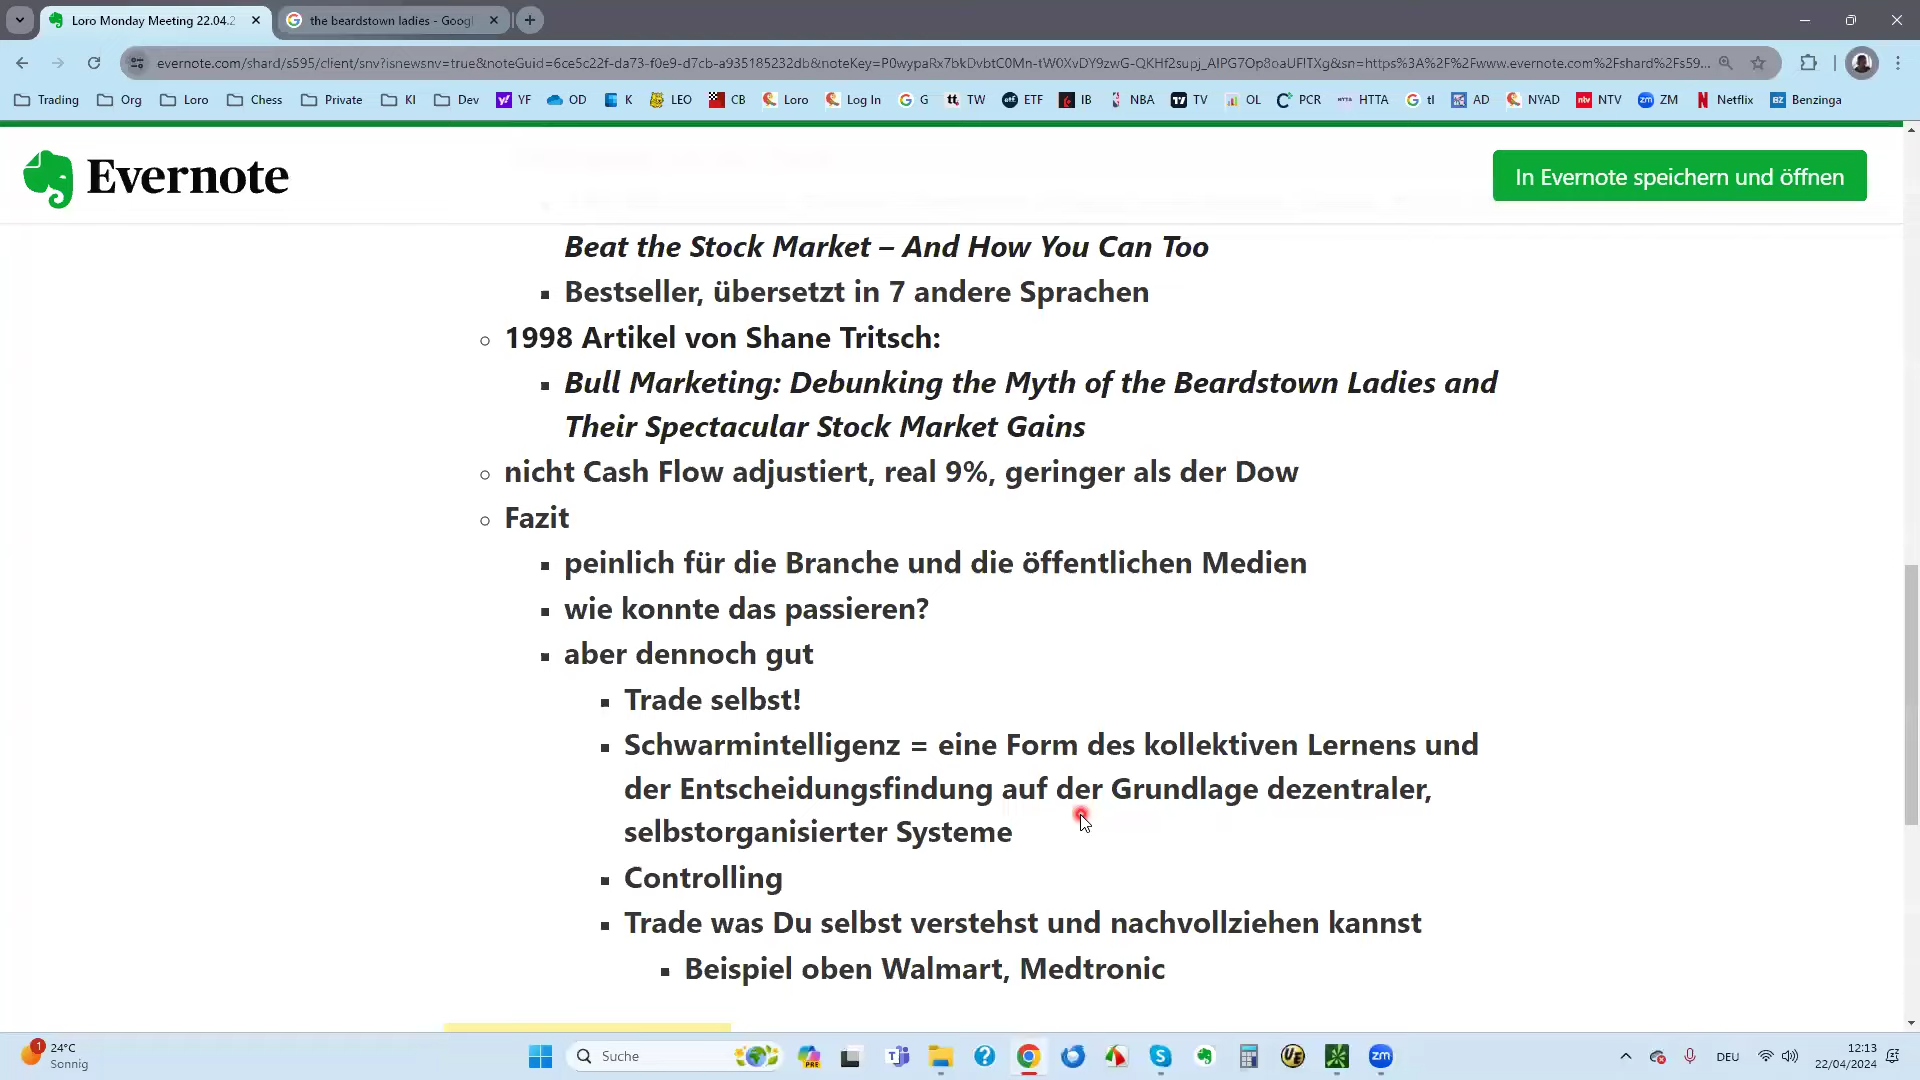 Loro Monday Meeting 22.04.2
the beardstown ladies - Googl
evernote.com/shard/s595/client/snv?isnewsnv=true&noteGuid=6ce5c22f-da73-f0e9-d7cb-a935185232db&noteKey=P0wypaRx7bkDvbtC0Mn-tW0XvDY9zwG-QKHf2supj_AIPG7Op8oaUFlTXg&sn=https%3A%2F%2Fwww.evernote.com%2Fshard%2Fs59...
Trading Org Loro Chess Private KI Dev YF OD K LEO CB Loro Log In G TW ETF IB NBA TV OL PCR HTTA tl AD NYAD NTV ZM Netflix Benzinga
Evernote
In Evernote speichern und öffnen
Beat the Stock Market – And How You Can Too
Bestseller, übersetzt in 7 andere Sprachen
1998 Artikel von Shane Tritsch:
Bull Marketing: Debunking the Myth of the Beardstown Ladies and
Their Spectacular Stock Market Gains
nicht Cash Flow adjustiert, real 9%, geringer als der Dow
Fazit
peinlich für die Branche und die öffentlichen Medien
wie konnte das passieren?
aber dennoch gut
Trade selbst!
Schwarmintelligenz = eine Form des kollektiven Lernens und
der Entscheidungsfindung auf der Grundlage dezentraler,
selbstorganisierter Systeme
Controlling
Trade was Du selbst verstehst und nachvollziehen kannst
Beispiel oben Walmart, Medtronic
1
24°C
Sonnig
Suche
DEU
12:13
22/04/2024